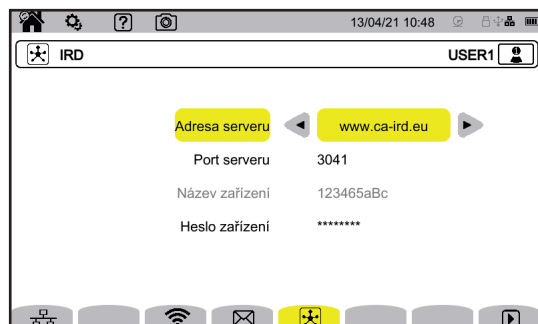 13/04/21 10:48
IRD USER1
Adresa serveru www.ca-ird.eu
Port serveru 3041
Název zařízení 123465aBc
Heslo zařízení ********